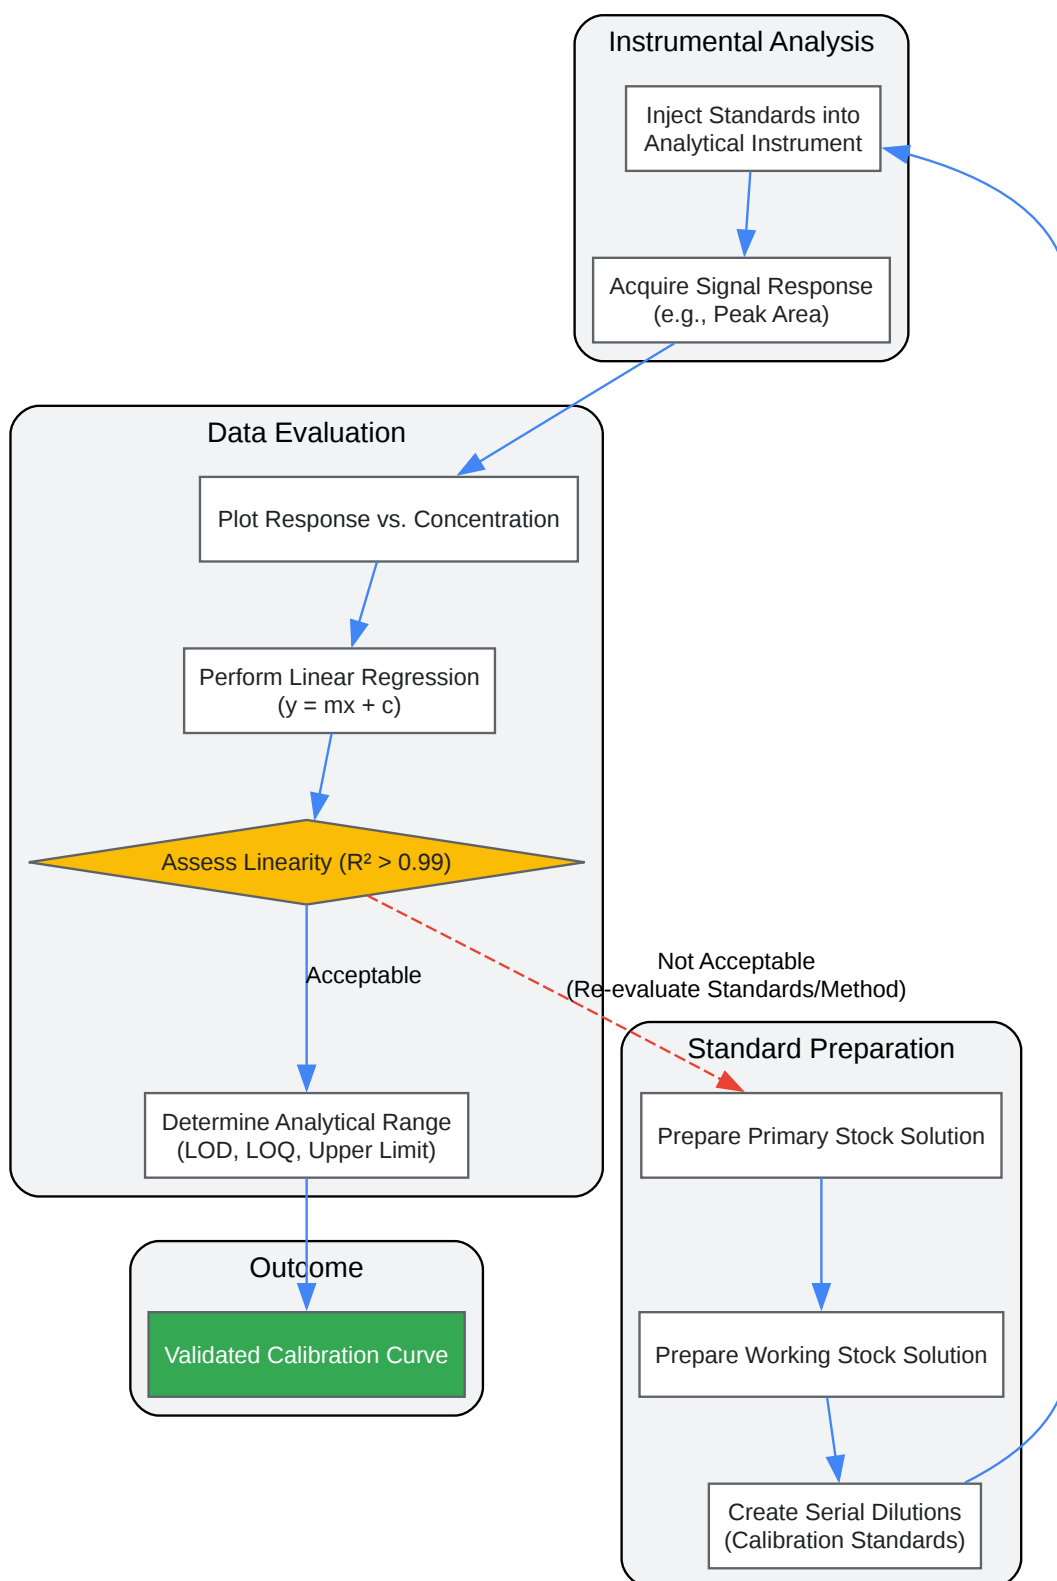 Instrumental Analysis
Inject Standards into
Analytical Instrument
Acquire Signal Response
(e.g., Peak Area)
Data Evaluation
Plot Response vs. Concentration
Perform Linear Regression
(y = mx + c)
Assess Linearity (R² > 0.99)
Acceptable
Not Acceptable
(Re-evaluate Standards/Method)
Determine Analytical Range
(LOD, LOQ, Upper Limit)
Outcome
Validated Calibration Curve
Standard Preparation
Prepare Primary Stock Solution
Prepare Working Stock Solution
Create Serial Dilutions
(Calibration Standards)